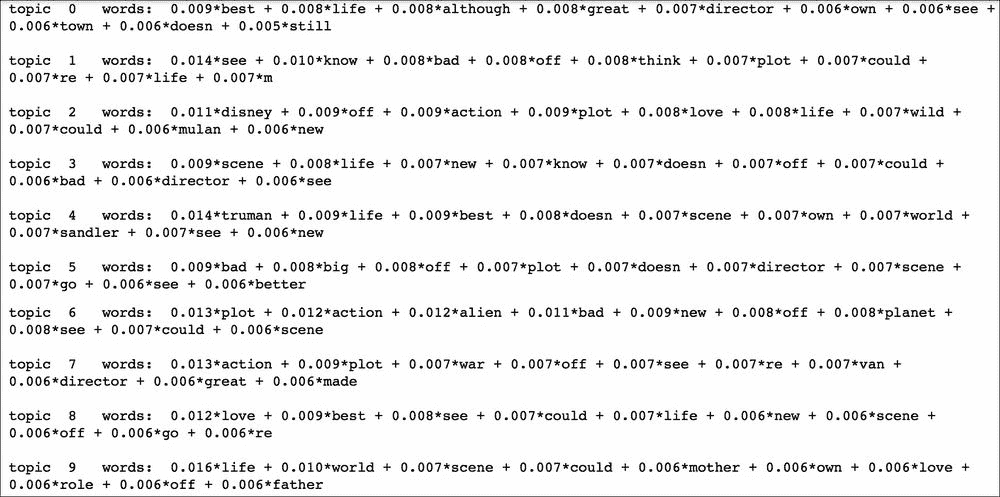 topic  0   words:  0.009*best + 0.008*life + 0.008*although + 0.008*great + 0.007*director + 0.006*own + 0.006*see +
0.006*town + 0.006*doesn + 0.005*still
topic  1   words:  0.014*see + 0.010*know + 0.008*bad + 0.008*off + 0.008*think + 0.007*plot + 0.007*could +
0.007*re + 0.007*life + 0.007*m
topic  2   words:  0.011*disney + 0.009*off + 0.009*action + 0.009*plot + 0.008*love + 0.008*life + 0.007*wild +
0.007*could + 0.006*mulan + 0.006*new
topic  3   words:  0.009*scene + 0.008*life + 0.007*new + 0.007*know + 0.007*doesn + 0.007*off + 0.007*could +
0.006*bad + 0.006*director + 0.006*see
topic  4   words:  0.014*truman + 0.009*life + 0.009*best + 0.008*doesn + 0.007*scene + 0.007*own + 0.007*world +
0.007*sandler + 0.007*see + 0.006*new
topic  5   words:  0.009*bad + 0.008*big + 0.008*off + 0.007*plot + 0.007*doesn + 0.007*director + 0.007*scene +
0.007*go + 0.006*see + 0.006*better
topic  6   words:  0.013*plot + 0.012*action + 0.012*alien + 0.011*bad + 0.009*new + 0.008*off + 0.008*planet +
0.008*see + 0.007*could + 0.006*scene
topic  7   words:  0.013*action + 0.009*plot + 0.007*war + 0.007*off + 0.007*see + 0.007*re + 0.007*van +
0.006*director + 0.006*great + 0.006*made
topic  8   words:  0.012*love + 0.009*best + 0.008*see + 0.007*could + 0.007*life + 0.006*new + 0.006*scene +
0.006*off + 0.006*go + 0.006*re
topic  9   words:  0.016*life + 0.010*world + 0.007*scene + 0.007*could + 0.006*mother + 0.006*own + 0.006*love +
0.006*role + 0.006*off + 0.006*father